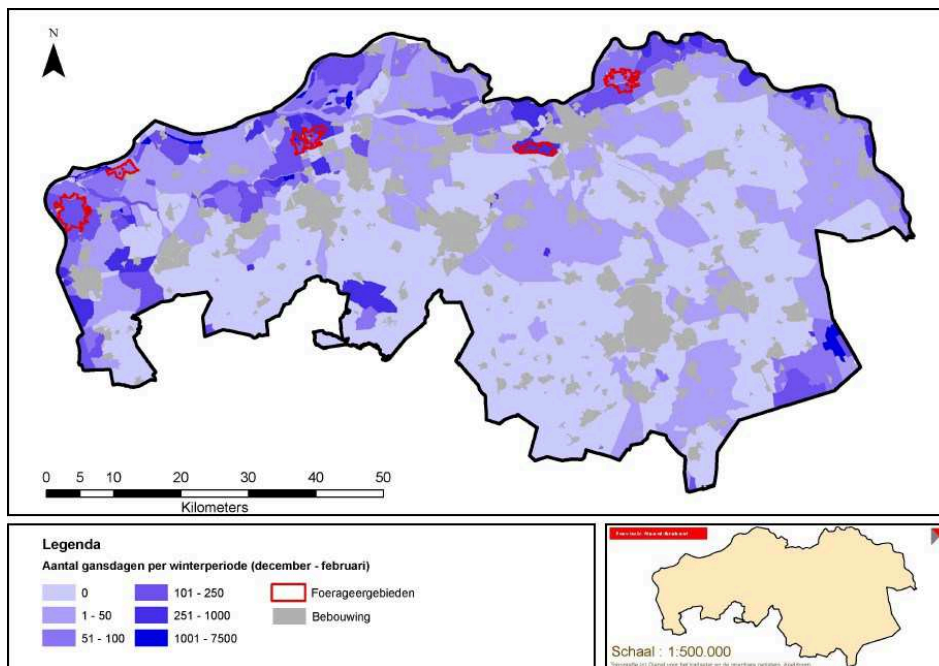 N
0 5 10 20 30 40 50
Kilometers
Legenda
Aantal gansdagen per winterperiode (december - februari)
0
1 - 50
51 - 100
101 - 250
251 - 1000
1001 - 7500
Foerageergebieden
Bebouwing
Schaal : 1:500.000